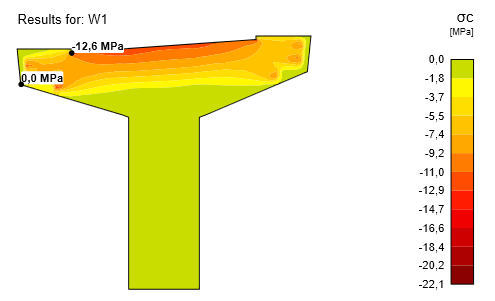 Results for: W1
σc
[MPa]
-12,6 MPa
0,0 MPa
0,0
-1,8
-3,7
-5,5
-7,4
-9,2
-11,0
-12,9
-14,7
-16,6
-18,4
-20,2
-22,1